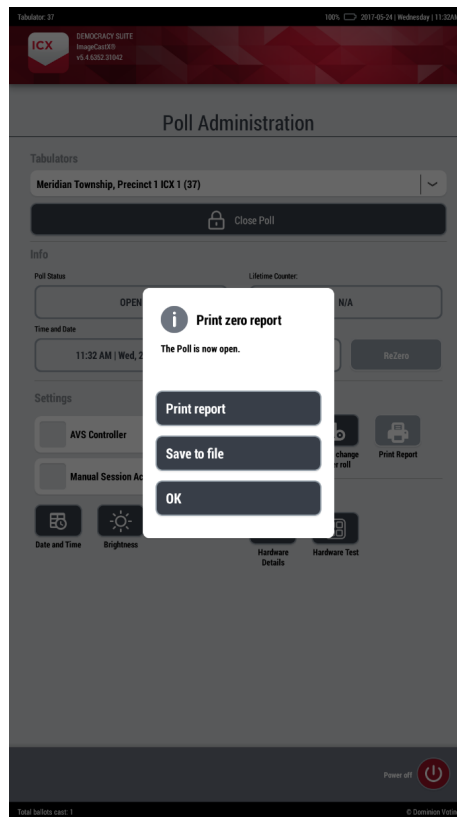 Tabulator: 37
100% 2017-05-24 | Wednesday | 11:32AM
ICX
DEMOCRACY SUITE
ImageCastX®
v5.4.6352.31042
Poll Administration
Tabulators
Meridian Township, Precinct 1 ICX 1 (37)
Close Poll
Info
Poll Status
Lifetime Counter:
OPEN
N/A
Print zero report
Time and Date
The Poll is now open.
11:32 AM | Wed, 2
ReZero
Settings
Print report
AVS Controller
change
Print Report
Save to file
Manual Session Ac
OK
Date and Time
Brightness
Hardware
Details
Hardware Test
Power off
Total ballots cast: 1
© Dominion Votin